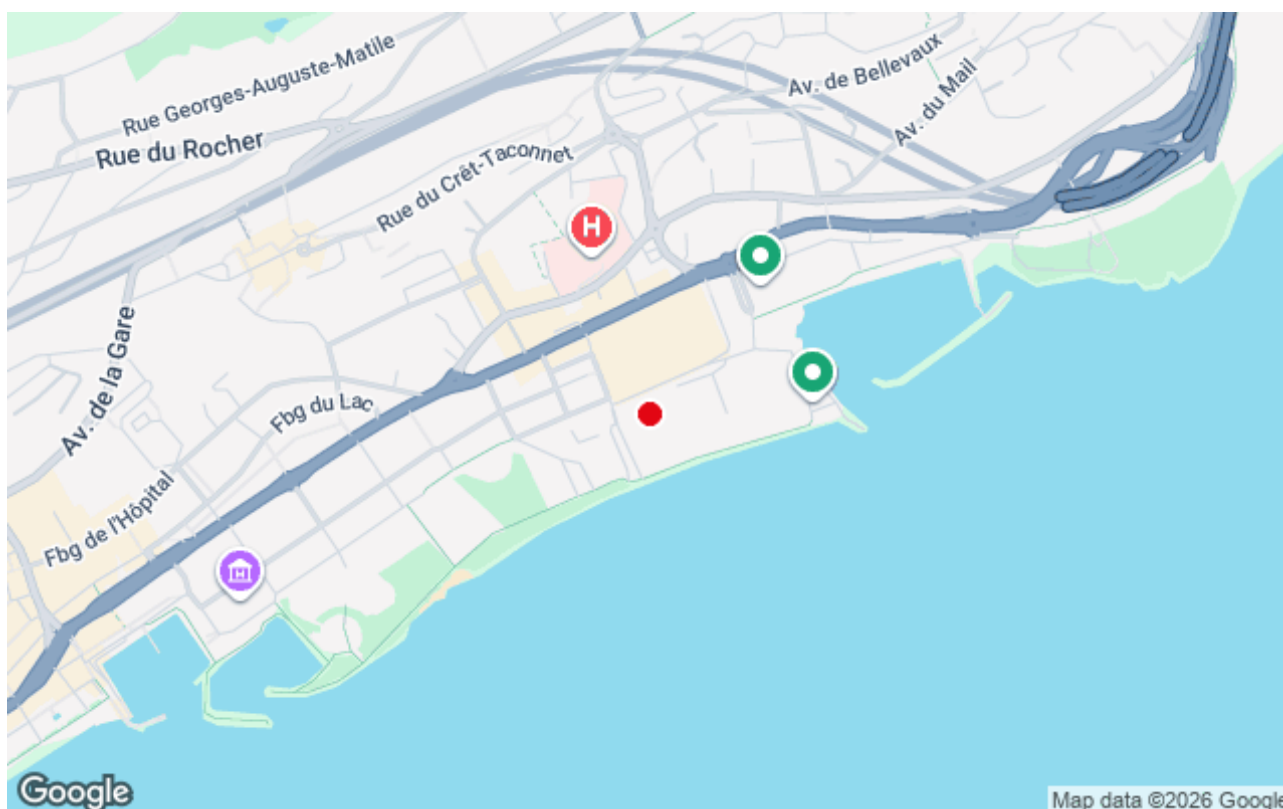 Rue Georges-Auguste-Matile
Av. de Bellevaux
Rue du Rocher
Av. du Mail
Rue du Crêt-Taconnet
H
Av. de la Gare
Fbg du Lac
Fbg de l'Hôpital
Google
Map data ©2026 Google